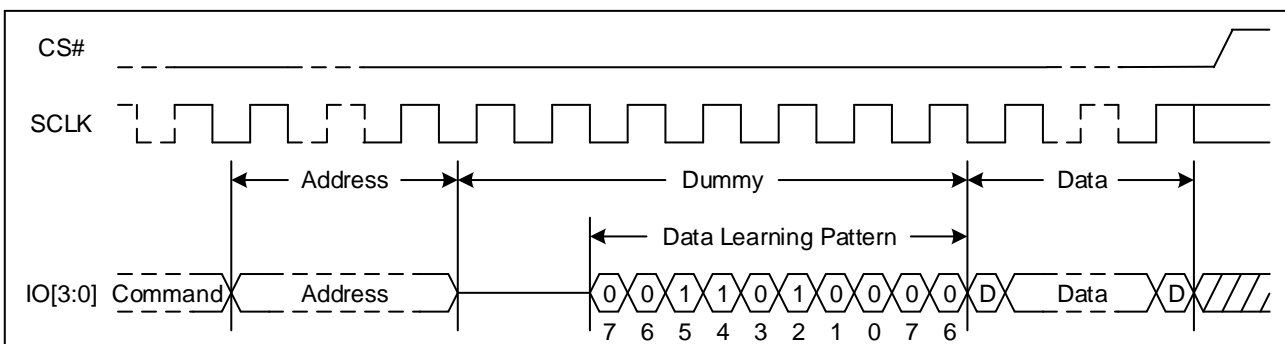 CS#
SCLK
Address Dummy Data
Data Learning Pattern
IO[3:0] Command Address 0 0 1 1 0 1 0 0 0 0 D Data D
7 6 5 4 3 2 1 0 7 6